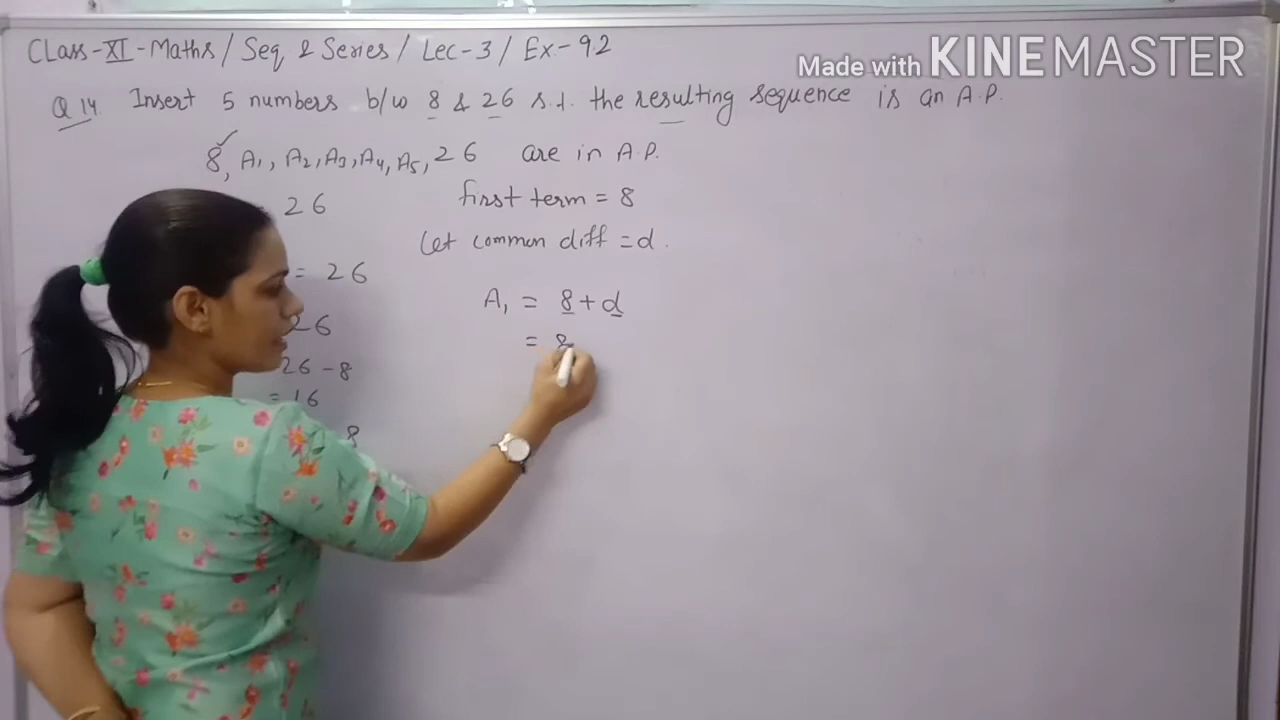 Class-XI-Maths / Seq & Series / Lec-3 / Ex-9.2
Made with KINEMASTER
Q 14. Insert 5 numbers b/w 8 & 26 s.t. the resulting sequence is an A.P.
8, A1, A2, A3, A4, A5, 26 are in A.P.
26
first term = 8
let common diff = d.
= 26
A1 = 8 + d
26
= 8
26 - 8
= 16
8